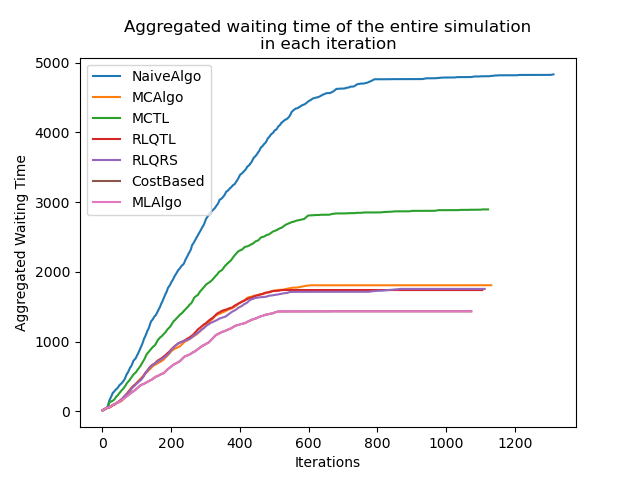 Aggregated waiting time of the entire simulation
in each iteration
5000
4000
3000
2000
1000
0
Aggregated Waiting Time
NaiveAlgo
MCAlgo
MCTL
RLQTL
RLQRS
CostBased
MLAlgo
0 200 400 600 800 1000 1200
Iterations